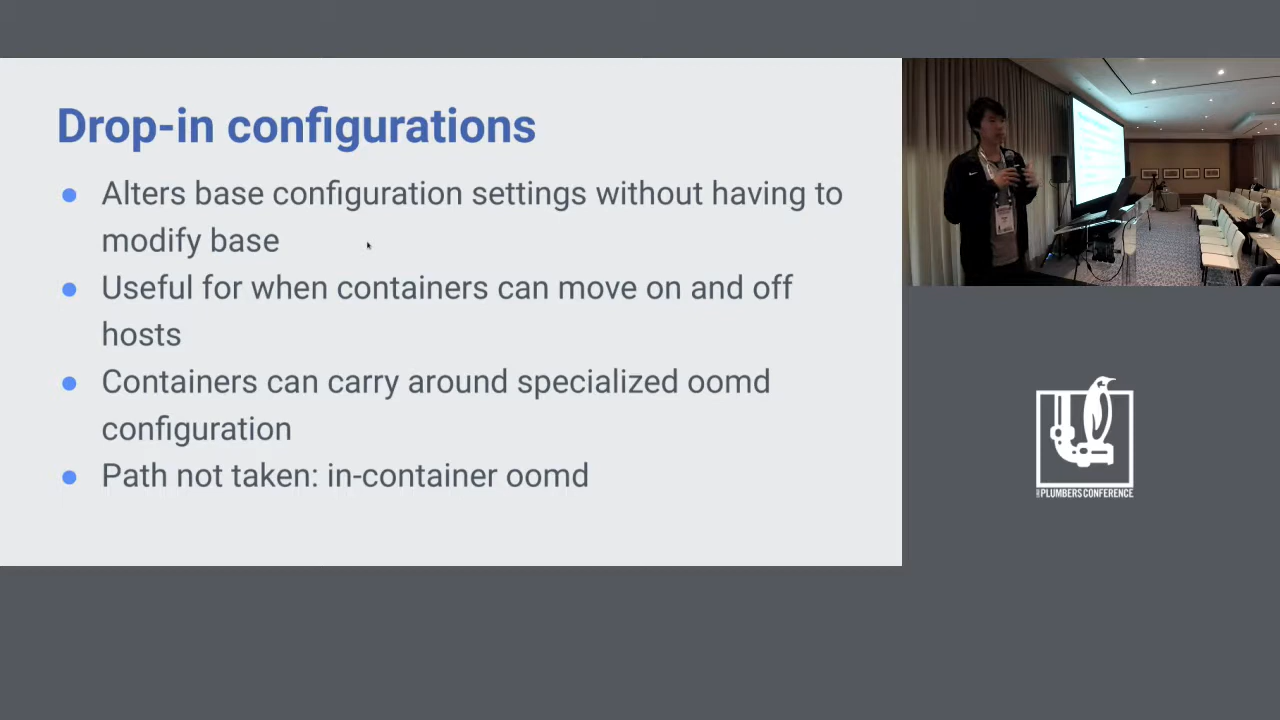 Drop-in configurations
● Alters base configuration settings without having to
modify base
● Useful for when containers can move on and off
hosts
● Containers can carry around specialized oomd
configuration
● Path not taken: in-container oomd
PLUMBERS CONFERENCE